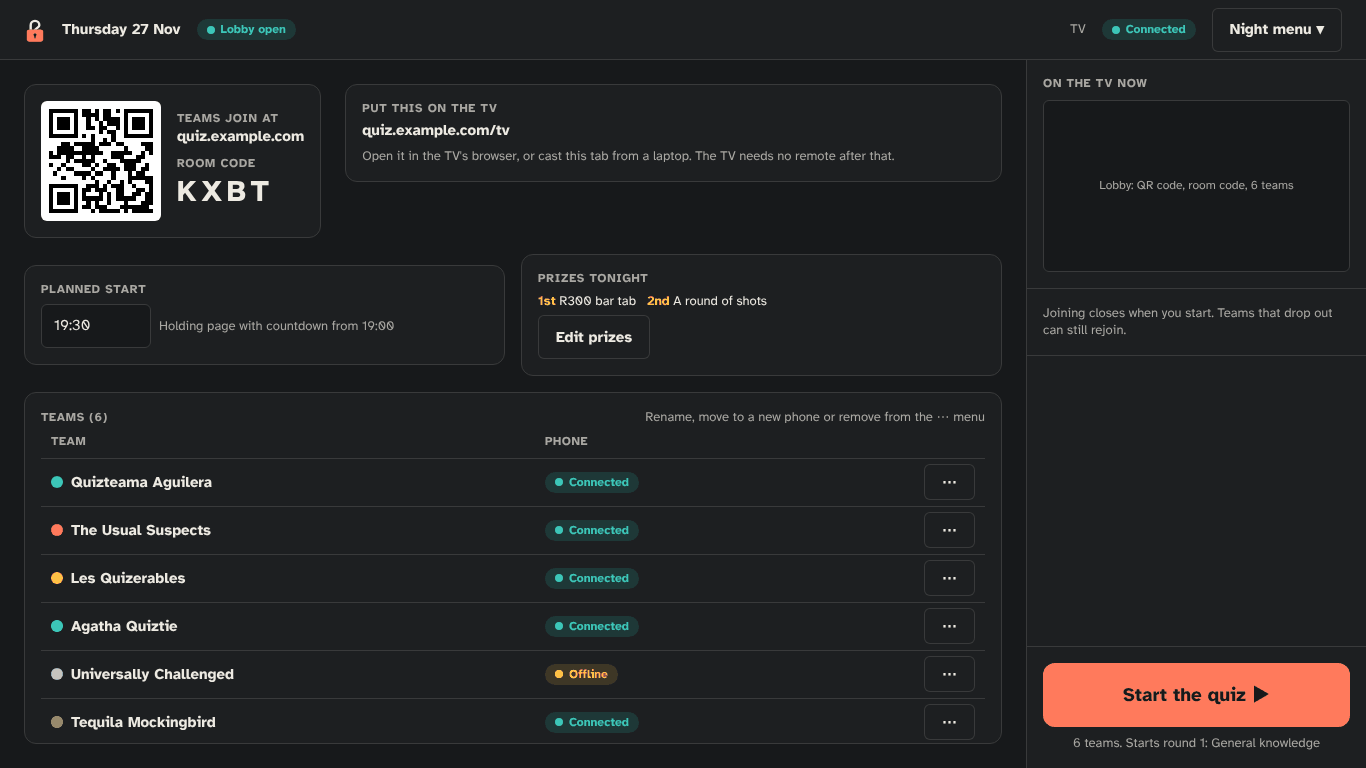 Thursday 27 Nov
Lobby open
TV
Connected
Night menu ▾
TEAMS JOIN AT
quiz.example.com
ROOM CODE
KXBT
PUT THIS ON THE TV
quiz.example.com/tv
Open it in the TV's browser, or cast this tab from a laptop. The TV needs no remote after that.
PLANNED START
19:30
Holding page with countdown from 19:00
PRIZES TONIGHT
1st R300 bar tab 2nd A round of shots
Edit prizes
TEAMS (6)
Rename, move to a new phone or remove from the ··· menu
TEAM PHONE
Quizteama Aguilera Connected ···
The Usual Suspects Connected ···
Les Quizerables Connected ···
Agatha Quiztie Connected ···
Universally Challenged Offline ···
Tequila Mockingbird Connected ···
ON THE TV NOW
Lobby: QR code, room code, 6 teams
Joining closes when you start. Teams that drop out
can still rejoin.
Start the quiz ▶
6 teams. Starts round 1: General knowledge